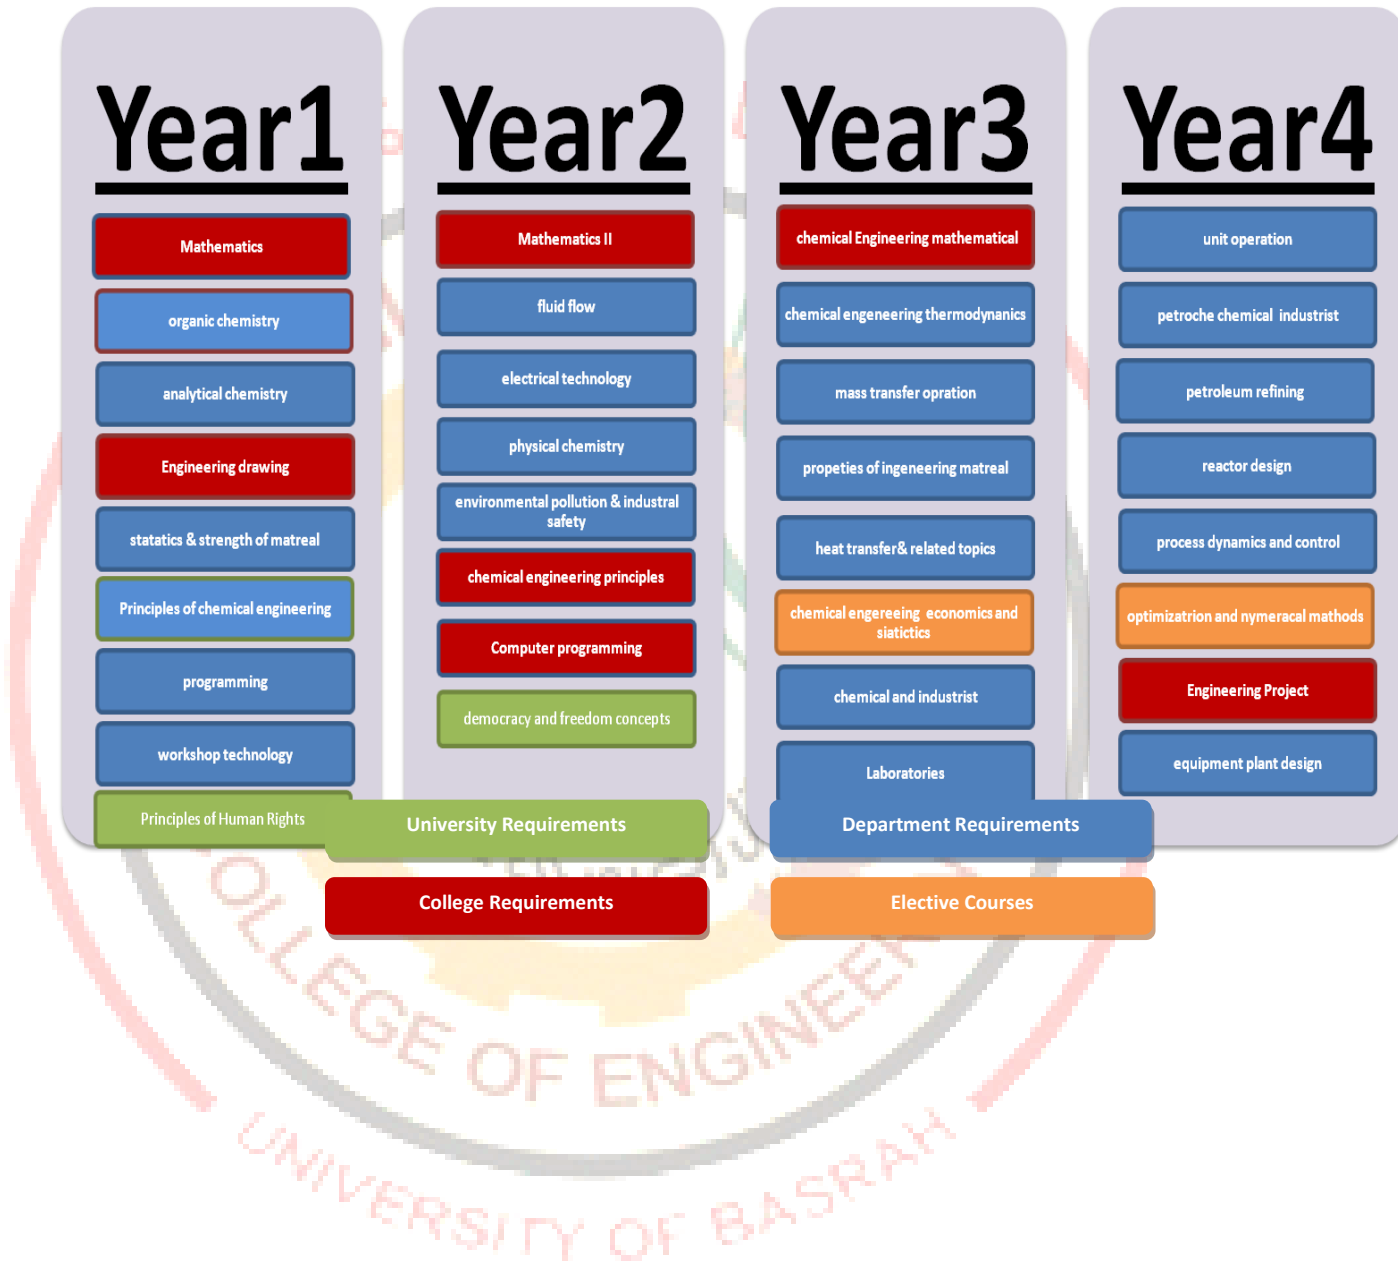 Year1
Mathematics
organic chemistry
analytical chemistry
Engineering drawing
statatics & strength of matreal
Principles of chemical engineering
programming
workshop technology
Principles of Human Rights
Year2
Mathematics II
fluid flow
electrical technology
physical chemistry
environmental pollution & industral
safety
chemical engineering principles
Computer programming
democracy and freedom concepts
Year3
chemical Engineering mathematical
chemical engeneering thermodynanics
mass transfer opration
propeties of ingeneering matreal
heat transfer& related topics
chemical engereeing economics and
siatictics
chemical and industrist
Laboratories
Year4
unit operation
petroche chemical industrist
petroleum refining
reactor design
process dynamics and control
optimizatrion and nymeracal mathods
Engineering Project
equipment plant design
University Requirements
Department Requirements
College Requirements
Elective Courses
COLLEGE OF ENGINEER
UNIVERSITY OF BASRAH